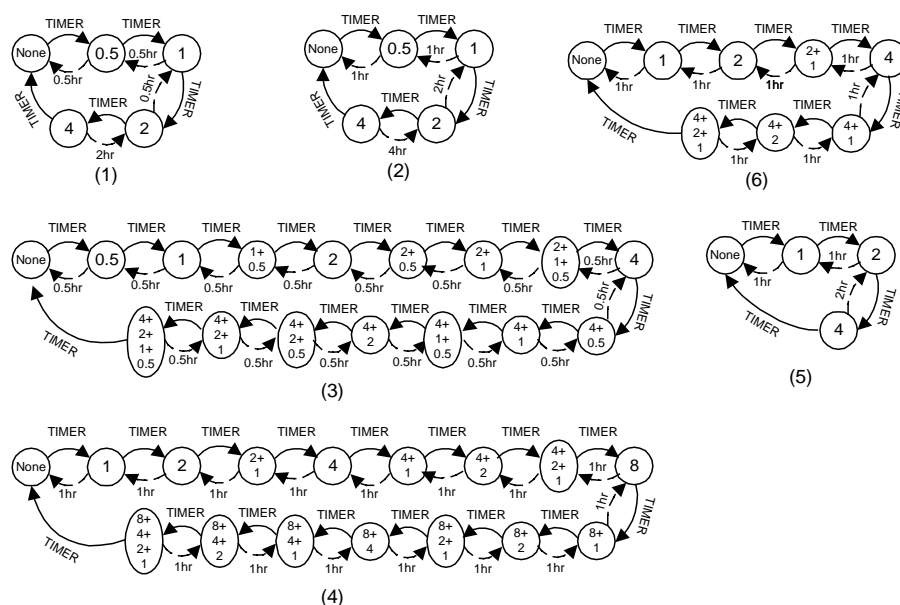 TIMER
TIMER
None
0.5
1
0.5hr
0.5hr
0.5hr
TIMER
TIMER
TIMER
4
2
2hr
(1)
TIMER
TIMER
None
0.5
1
1hr
1hr
2hr
TIMER
TIMER
TIMER
4
2
4hr
(2)
TIMER
TIMER
TIMER
TIMER
None
1
2
2+
1
4
1hr
1hr
1hr
1hr
1hr
TIMER
TIMER
TIMER
TIMER
4+
2+
1
4+
2
4+
1
1hr
1hr
(6)
TIMER
TIMER
TIMER
TIMER
TIMER
TIMER
TIMER
TIMER
None
0.5
1
1+
0.5
2
2+
0.5
2+
1
2+
1+
0.5
4
0.5hr
0.5hr
0.5hr
0.5hr
0.5hr
0.5hr
0.5hr
0.5hr
0.5hr
TIMER
TIMER
TIMER
TIMER
TIMER
TIMER
TIMER
TIMER
4+
2+
1+
0.5
4+
2+
1
4+
2+
0.5
4+
2
4+
1+
0.5
4+
1
4+
0.5
0.5hr
0.5hr
0.5hr
0.5hr
0.5hr
0.5hr
(3)
TIMER
TIMER
None
1
2
1hr
1hr
2hr
TIMER
TIMER
4
(5)
TIMER
TIMER
TIMER
TIMER
TIMER
TIMER
TIMER
TIMER
None
1
2
2+
1
4
4+
1
4+
2
4+
2+
1
8
1hr
1hr
1hr
1hr
1hr
1hr
1hr
1hr
1hr
TIMER
TIMER
TIMER
TIMER
TIMER
TIMER
TIMER
TIMER
8+
4+
2+
1
8+
4+
2
8+
4+
1
8+
4
8+
2+
1
8+
2
8+
1
1hr
1hr
1hr
1hr
1hr
1hr
(4)